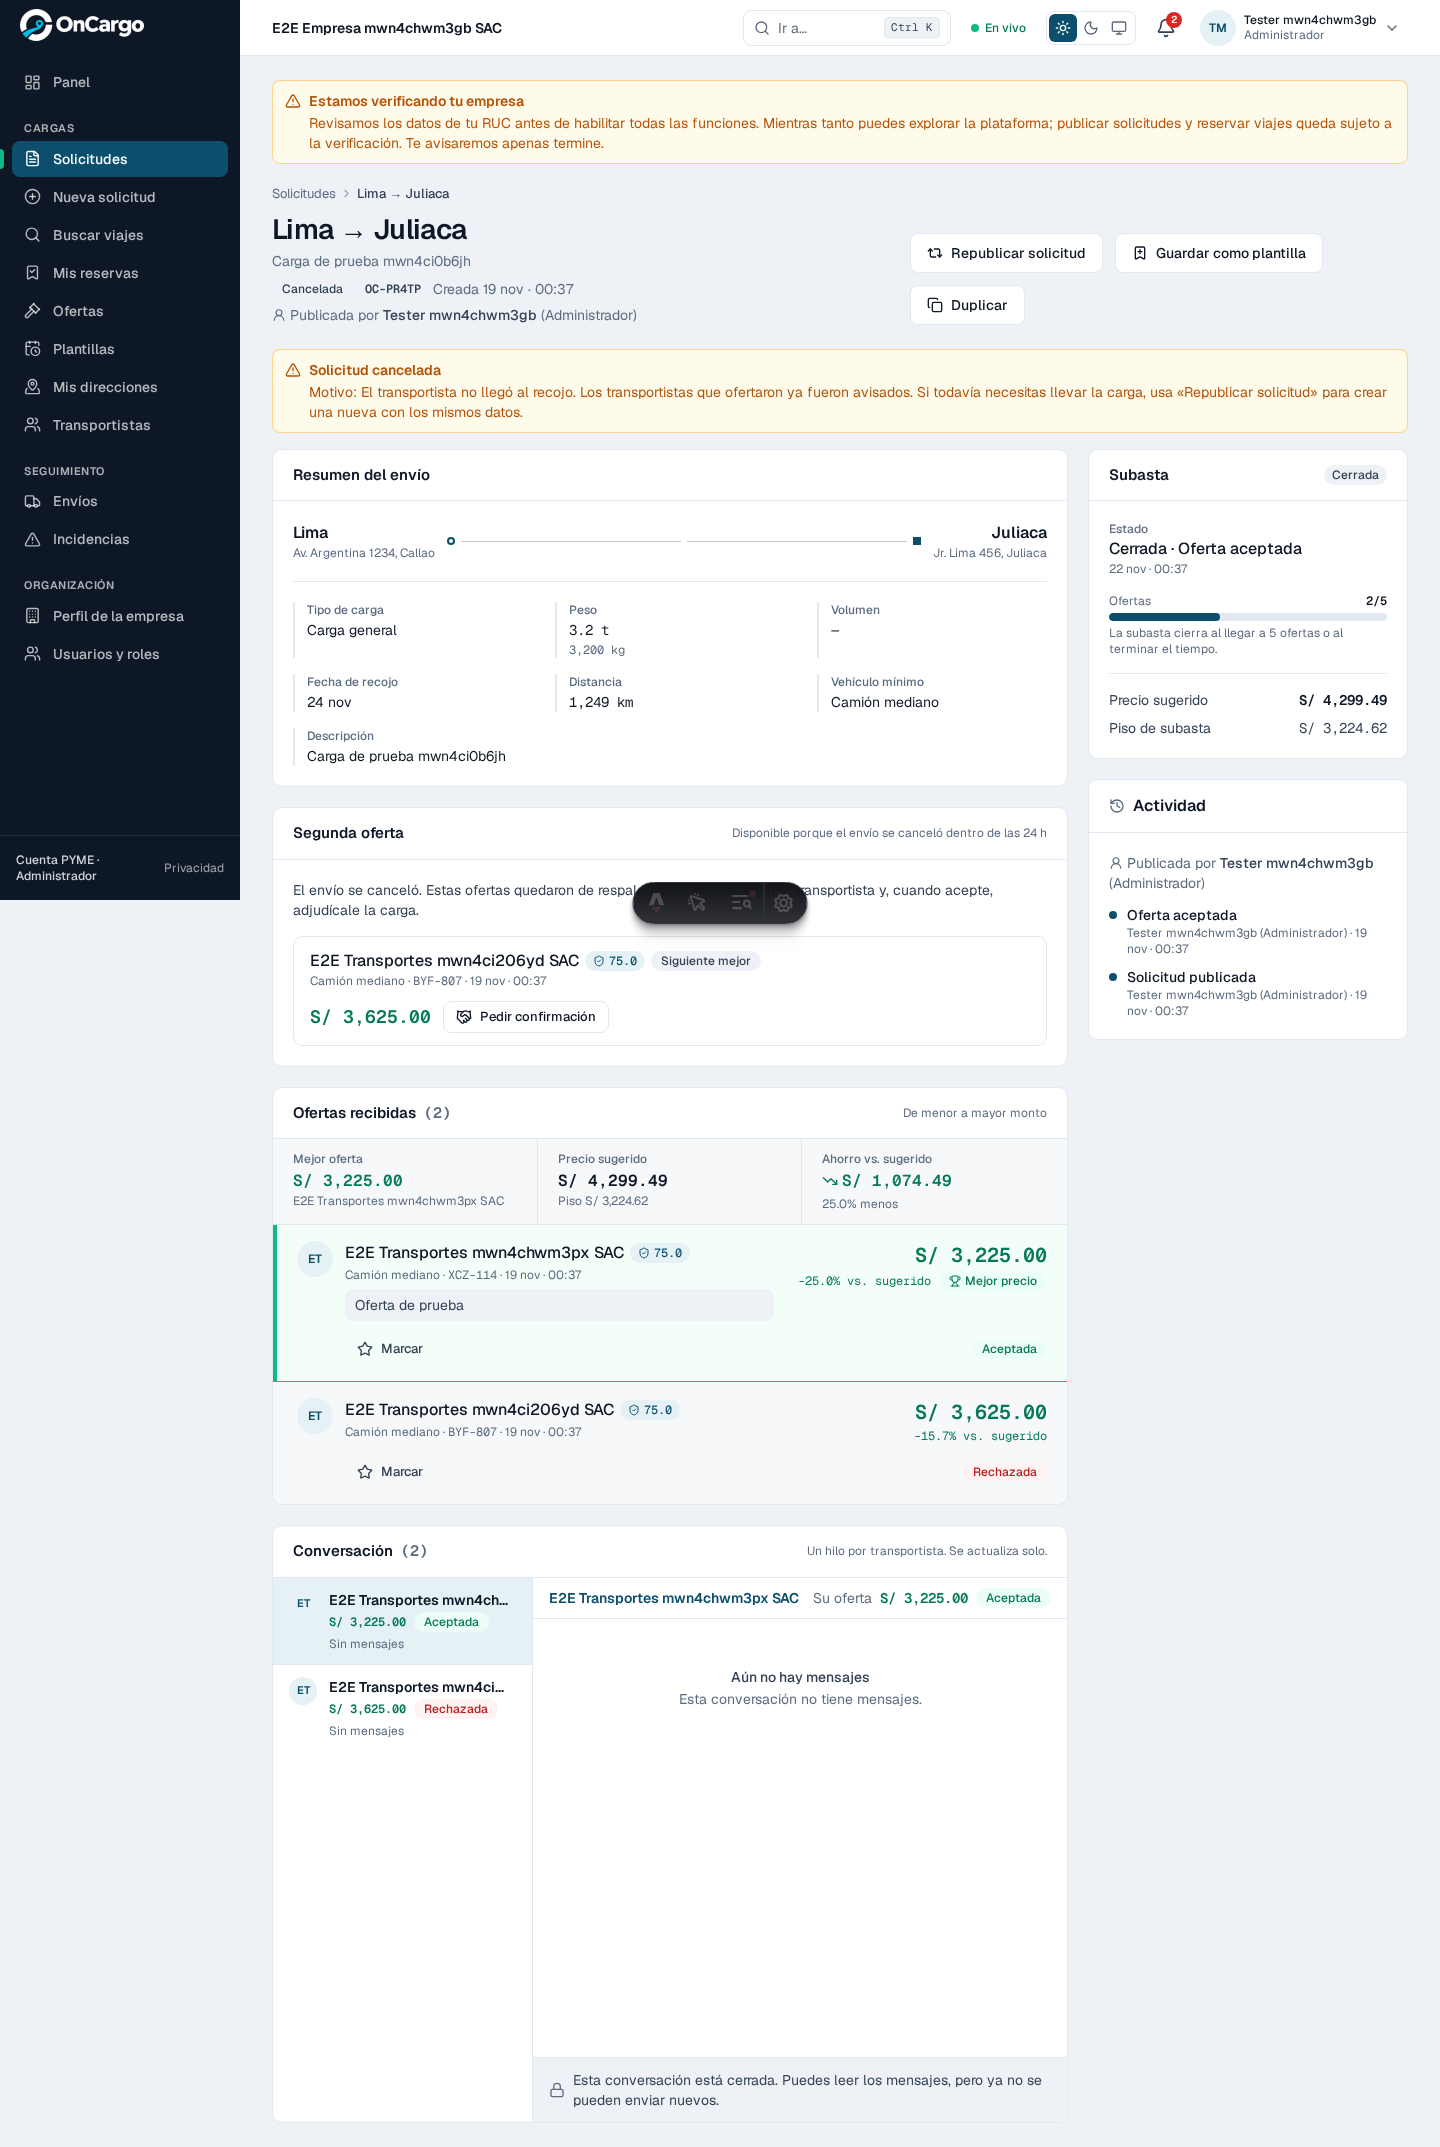 OnCargo
Panel
CARGAS
Solicitudes
Nueva solicitud
Buscar viajes
Mis reservas
Ofertas
Plantillas
Mis direcciones
Transportistas
SEGUIMIENTO
Envíos
Incidencias
ORGANIZACIÓN
Perfil de la empresa
Usuarios y roles
Cuenta PYME ·
Administrador
Privacidad
E2E Empresa mwn4chwm3gb SAC
Ir a...
Ctrl K
En vivo
2
TM
Tester mwn4chwm3gb
Administrador
Estamos verificando tu empresa
Revisamos los datos de tu RUC antes de habilitar todas las funciones. Mientras tanto puedes explorar la plataforma; publicar solicitudes y reservar viajes queda sujeto a
la verificación. Te avisaremos apenas termine.
Solicitudes > Lima → Juliaca
Lima → Juliaca
Carga de prueba mwn4ci0b6jh
Cancelada OC-PR4TP Creada 19 nov · 00:37
Publicada por Tester mwn4chwm3gb (Administrador)
Republicar solicitud
Guardar como plantilla
Duplicar
Solicitud cancelada
Motivo: El transportista no llegó al recojo. Los transportistas que ofertaron ya fueron avisados. Si todavía necesitas llevar la carga, usa «Republicar solicitud» para crear
una nueva con los mismos datos.
Resumen del envío
Lima
Av. Argentina 1234, Callao
Juliaca
Jr. Lima 456, Juliaca
Tipo de carga
Carga general
Peso
3.2 t
3,200 kg
Volumen
—
Fecha de recojo
24 nov
Distancia
1,249 km
Vehículo mínimo
Camión mediano
Descripción
Carga de prueba mwn4ci0b6jh
Subasta
Cerrada
Estado
Cerrada · Oferta aceptada
22 nov · 00:37
Ofertas 2/5
La subasta cierra al llegar a 5 ofertas o al
terminar el tiempo.
Precio sugerido S/ 4,299.49
Piso de subasta S/ 3,224.62
Actividad
Publicada por Tester mwn4chwm3gb
(Administrador)
Oferta aceptada
Tester mwn4chwm3gb (Administrador) · 19
nov · 00:37
Solicitud publicada
Tester mwn4chwm3gb (Administrador) · 19
nov · 00:37
Segunda oferta
Disponible porque el envío se canceló dentro de las 24 h
El envío se canceló. Estas ofertas quedaron de respal ansportista y, cuando acepte,
adjudícale la carga.
E2E Transportes mwn4ci206yd SAC 75.0 Siguiente mejor
Camión mediano · BYF-807 · 19 nov · 00:37
S/ 3,625.00 Pedir confirmación
Ofertas recibidas (2)
De menor a mayor monto
Mejor oferta
S/ 3,225.00
E2E Transportes mwn4chwm3px SAC
Precio sugerido
S/ 4,299.49
Piso S/ 3,224.62
Ahorro vs. sugerido
S/ 1,074.49
25.0% menos
ET
E2E Transportes mwn4chwm3px SAC 75.0
Camión mediano · XCZ-114 · 19 nov · 00:37
Oferta de prueba
S/ 3,225.00
-25.0% vs. sugerido Mejor precio
Marcar
Aceptada
ET
E2E Transportes mwn4ci206yd SAC 75.0
Camión mediano · BYF-807 · 19 nov · 00:37
S/ 3,625.00
-15.7% vs. sugerido
Marcar
Rechazada
Conversación (2)
Un hilo por transportista. Se actualiza solo.
ET
E2E Transportes mwn4ch...
S/ 3,225.00 Aceptada
Sin mensajes
ET
E2E Transportes mwn4ci...
S/ 3,625.00 Rechazada
Sin mensajes
E2E Transportes mwn4chwm3px SAC Su oferta S/ 3,225.00 Aceptada
Aún no hay mensajes
Esta conversación no tiene mensajes.
Esta conversación está cerrada. Puedes leer los mensajes, pero ya no se
pueden enviar nuevos.